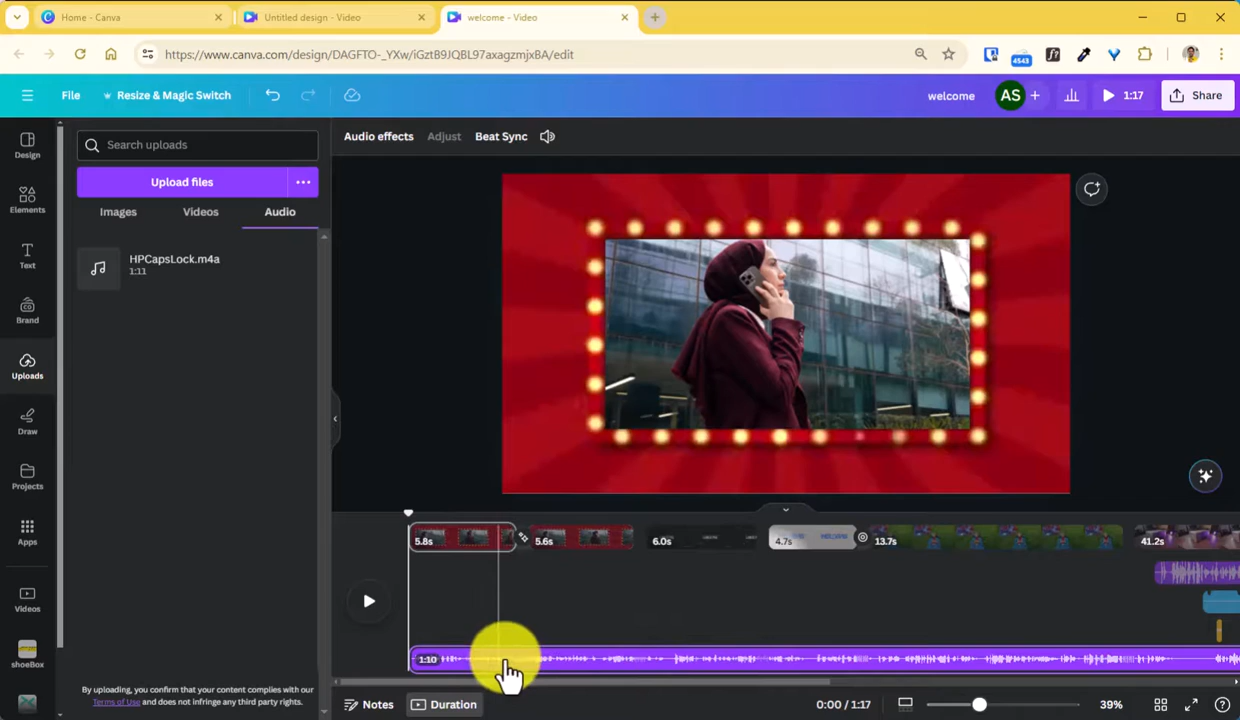 Home - Canva
Untitled design - Video
welcome - Video
https://www.canva.com/design/DAGFTO-_YXw/iGztB9JQBL97axagzmjxBA/edit
4543
f?
File
Resize & Magic Switch
welcome
AS
1:17
Share
Design
Elements
Text
Brand
Uploads
Draw
Projects
Apps
Videos
shoeBox
Search uploads
Upload files
Images
Videos
Audio
HPCapsLock.m4a
1:11
By uploading, you confirm that your content complies with our
Terms of Use and does not infringe any third party rights.
Audio effects
Adjust
Beat Sync
5.8s
5.6s
6.0s
4.7s
13.7s
41.2s
1:10
Notes
Duration
0:00 / 1:17
39%